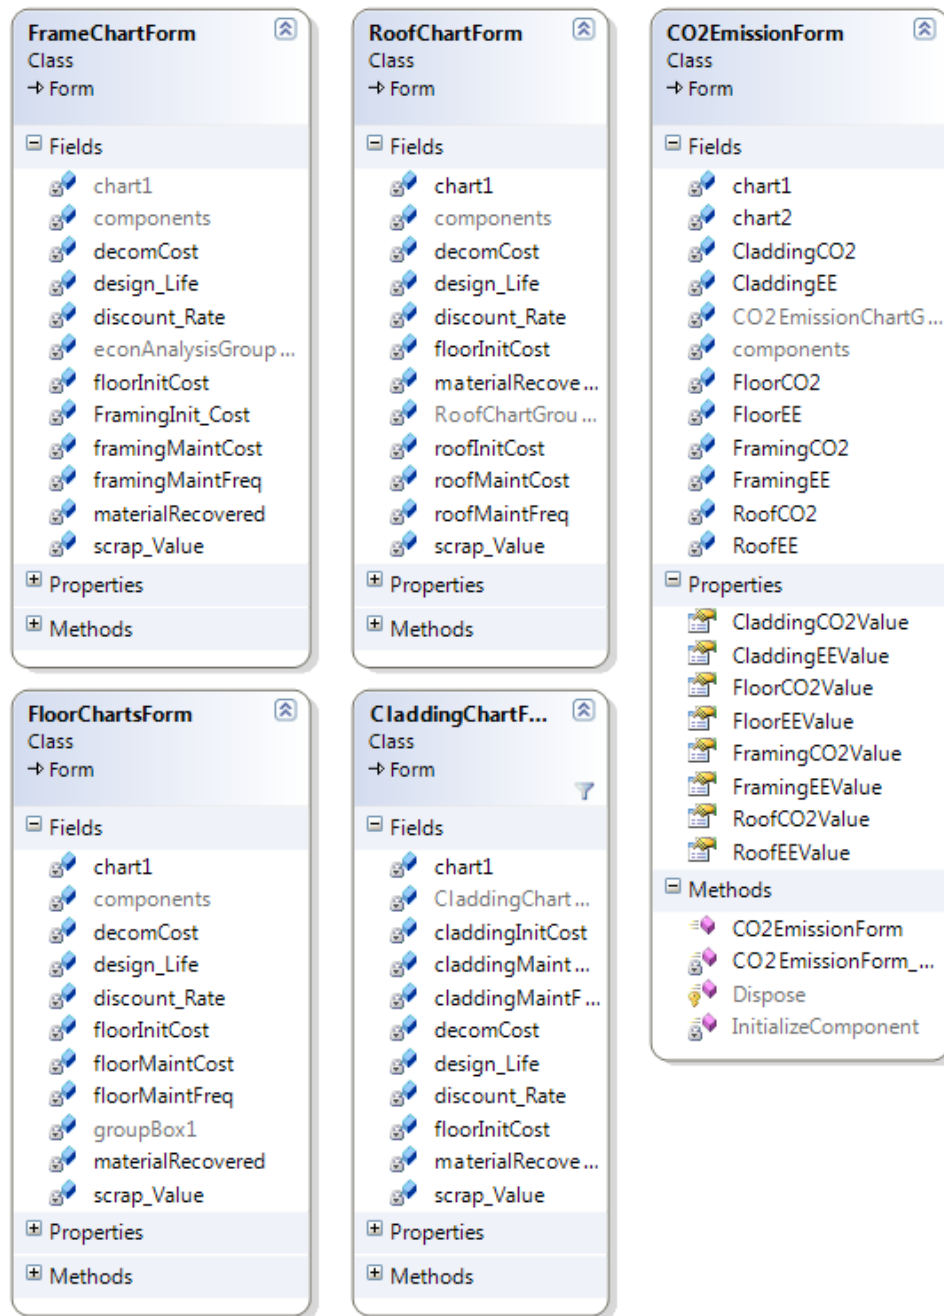 FrameChartForm
Class
Form
Fields
chart1
components
decomCost
design_Life
discount_Rate
econAnalysisGroup...
floorInitCost
FramingInit_Cost
framingMaintCost
framingMaintFreq
materialRecovered
scrap_Value
Properties
Methods
RoofChartForm
Class
Form
Fields
chart1
components
decomCost
design_Life
discount_Rate
floorInitCost
materialRecove...
RoofChartGrou...
roofInitCost
roofMaintCost
roofMaintFreq
scrap_Value
Properties
Methods
CO2EmissionForm
Class
Form
Fields
chart1
chart2
CladdingCO2
CladdingEE
CO2EmissionChartG...
components
FloorCO2
FloorEE
FramingCO2
FramingEE
RoofCO2
RoofEE
Properties
CladdingCO2Value
CladdingEEValue
FloorCO2Value
FloorEEValue
FramingCO2Value
FramingEEValue
RoofCO2Value
RoofEEValue
Methods
CO2EmissionForm
CO2EmissionForm_...
Dispose
InitializeComponent
FloorChartsForm
Class
Form
Fields
chart1
components
decomCost
design_Life
discount_Rate
floorInitCost
floorMaintCost
floorMaintFreq
groupBox1
materialRecovered
scrap_Value
Properties
Methods
CladdingChartF...
Class
Form
Fields
chart1
CladdingChart...
claddingInitCost
claddingMaint...
claddingMaintF...
decomCost
design_Life
discount_Rate
floorInitCost
materialRecove...
scrap_Value
Properties
Methods